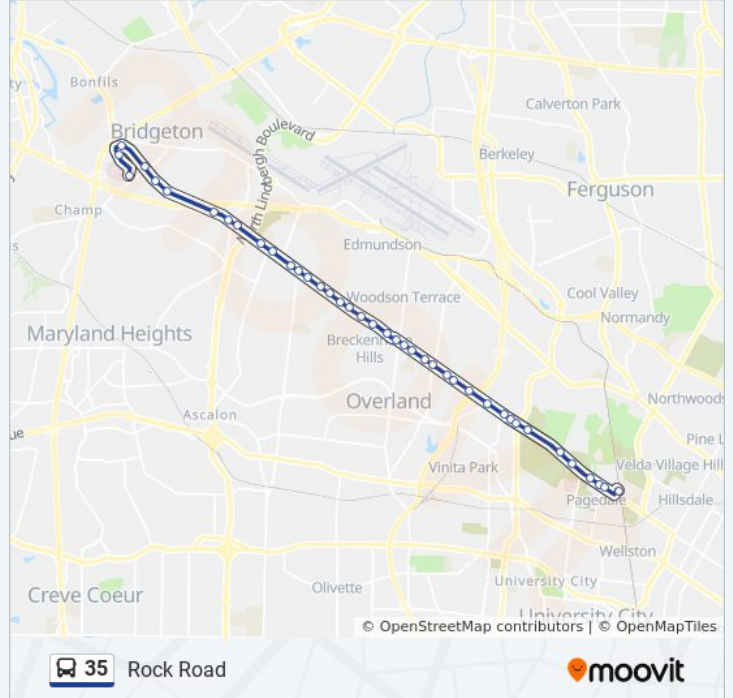 Bonfils
Calverton Park
Bridgeton
North Lindbergh Boulevard
Berkeley
Ferguson
Champ
Edmundson
Cool Valley
Woodson Terrace
Normandy
Maryland Heights
Hills
Overland
Northwoods
Ascalon
ue
Pine L
Vinita Park
Velda Village Hill
Hillsdale
Wellston
University City
Creve Coeur
Olivette
University City
© OpenStreetMap contributors | © OpenMapTiles
35 Rock Road
moovit